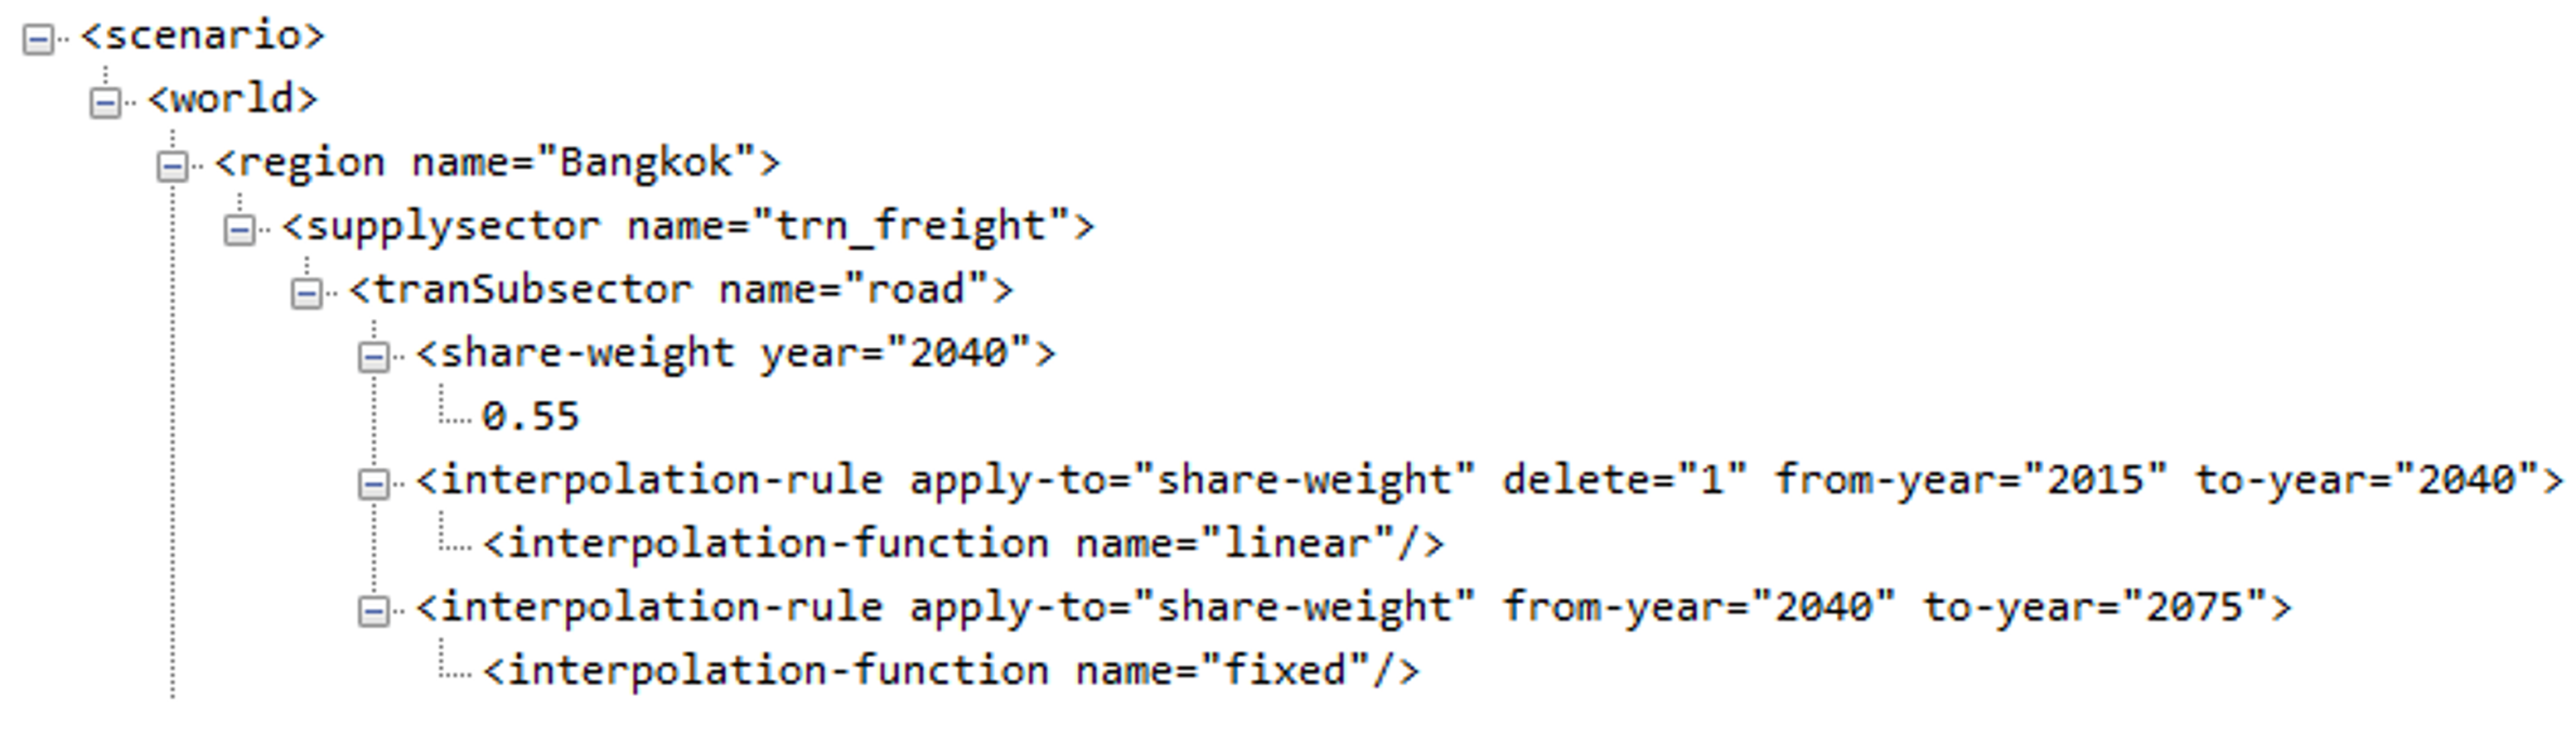 <scenario>
<world>
<region name="Bangkok">
<supplysector name="trn_freight">
<tranSubsector name="road">
<share-weight year="2040">
0.55
<interpolation-rule apply-to="share-weight" delete="1" from-year="2015" to-year="2040">
<interpolation-function name="linear"/>
<interpolation-rule apply-to="share-weight" from-year="2040" to-year="2075">
<interpolation-function name="fixed"/>